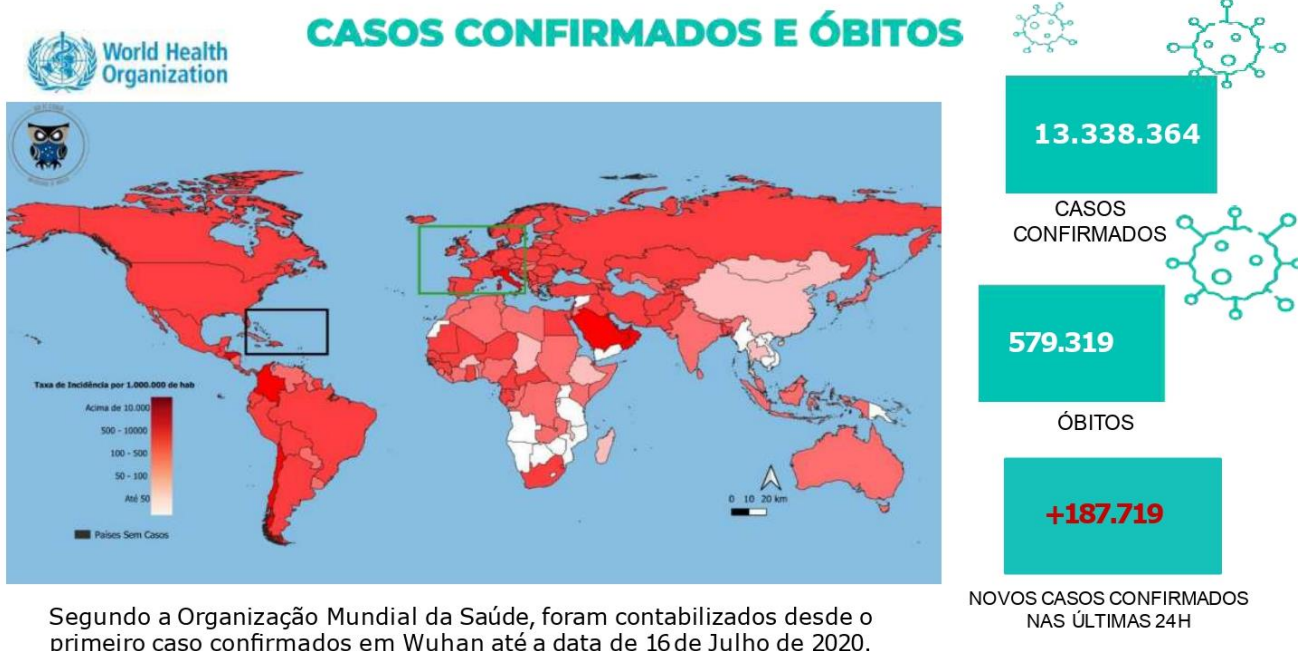 CASOS CONFIRMADOS E ÓBITOS
World Health
Organization
13.338.364
CASOS
CONFIRMADOS
579.319
ÓBITOS
+187.719
NOVOS CASOS CONFIRMADOS
NAS ÚLTIMAS 24H
Taxa de Incidência por 1.000.000 de hab
Acima de 10.000
500 - 10000
100 - 500
50 - 100
Até 50
Países Sem Casos
0 10 20 km
Segundo a Organização Mundial da Saúde, foram contabilizados desde o
primeiro caso confirmados em Wuhan até a data de 16 de Julho de 2020.